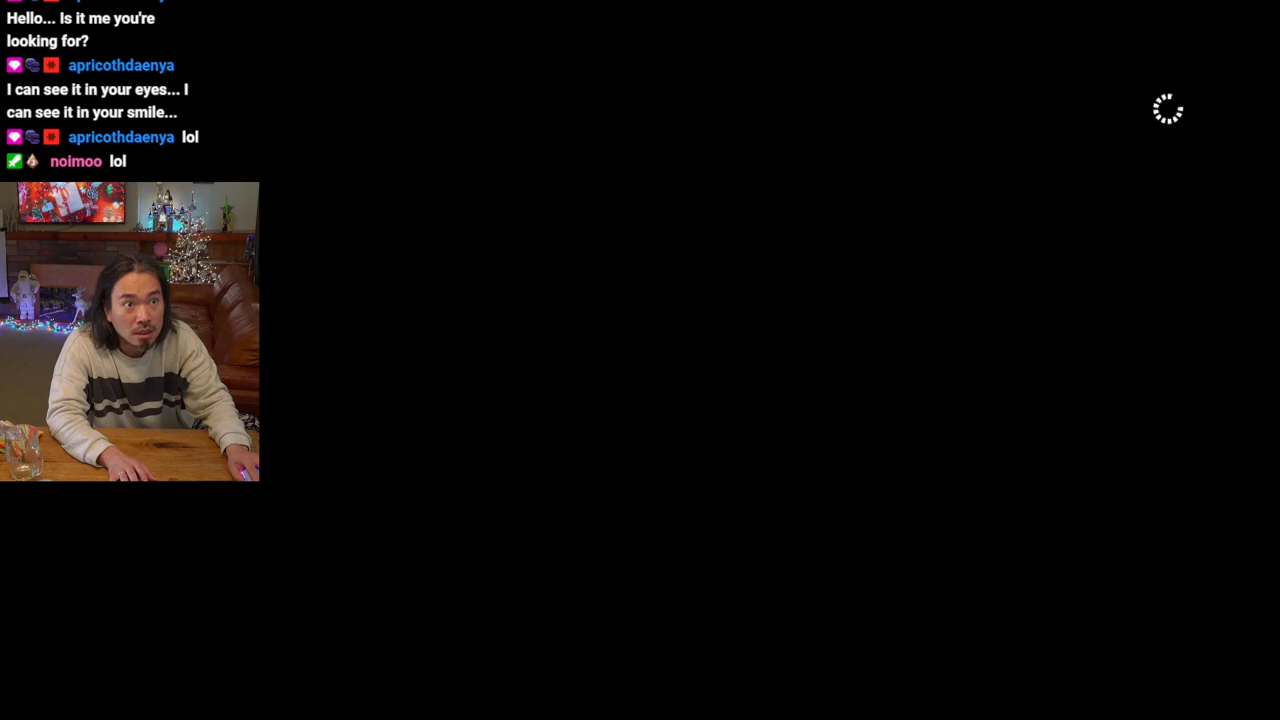 Hello... Is it me you're
looking for?
apricothdaenya
I can see it in your eyes... I
can see it in your smile...
apricothdaenya lol
noimoo lol